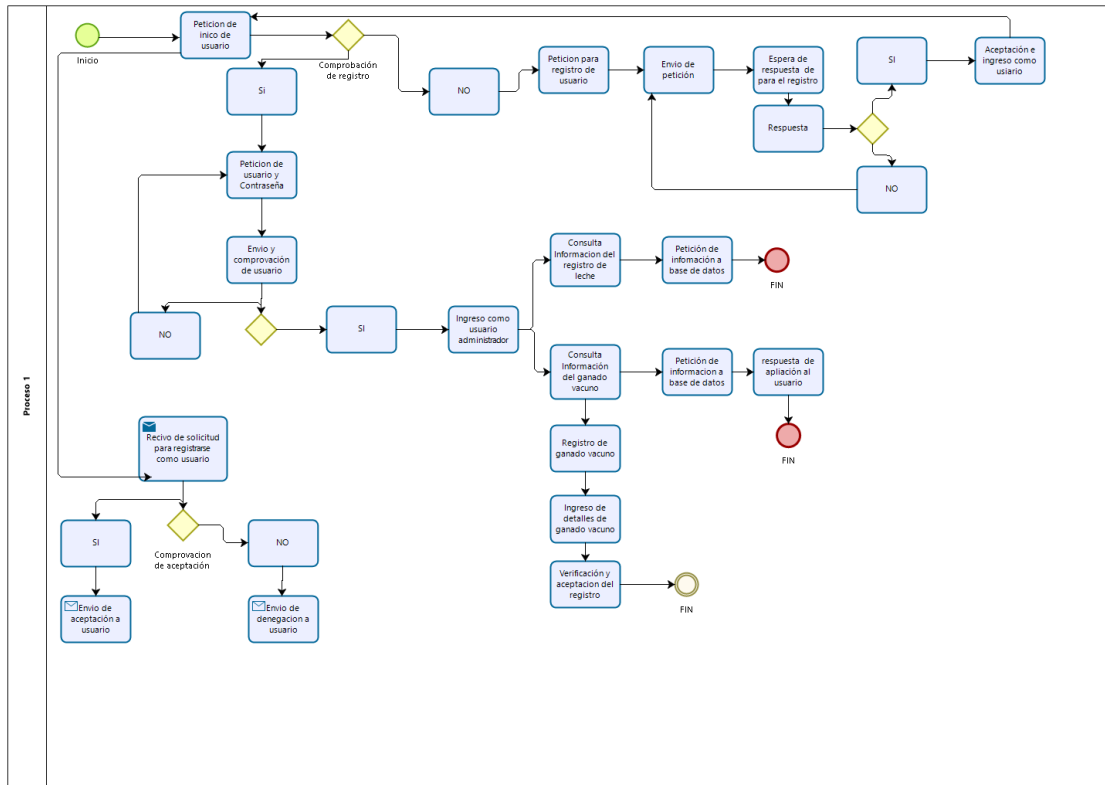 Proceso 1
Inicio
Peticion de
inico de
usuario
Comprobación
de registro
Si
NO
Peticion para
registro de
usuario
Envio de
petición
Espera de
respuesta de
para el registro
Respuesta
SI
NO
Aceptación e
ingreso como
usiario
Peticion de
usuario y
Contraseña
Envio y
comprovación
de usuario
NO
SI
Ingreso como
usuario
administrador
Consulta
Informacion del
registro de
leche
Petición de
infomación a
base de datos
FIN
Consulta
Información
del ganado
vacuno
Petición de
informacion a
base de datos
respuesta de
apliación al
usuario
FIN
Registro de
ganado vacuno
Ingreso de
detalles de
ganado vacuno
Verificación y
aceptacion del
registro
FIN
Recivo de solicitud
para registrarse
como usuario
Comprovacion
de aceptación
SI
NO
Envio de
aceptación a
usuario
Envio de
denegacion a
usuario